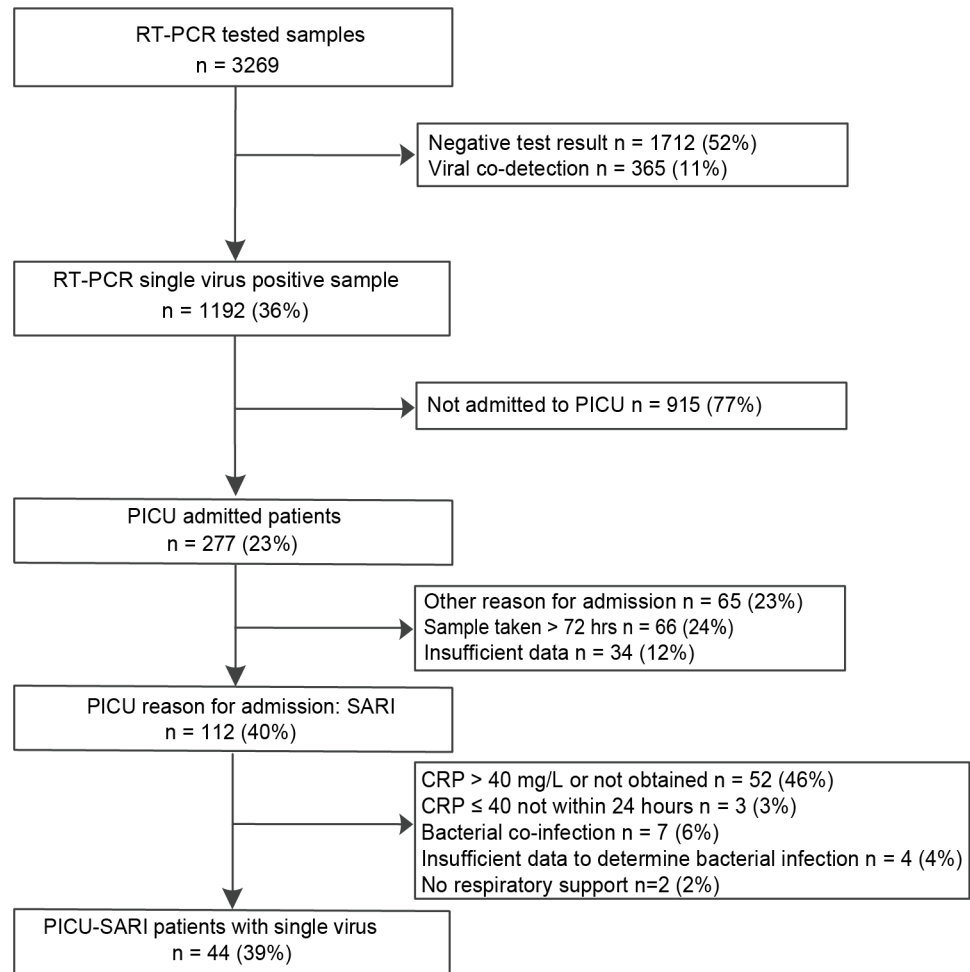 RT-PCR tested samples
n = 3269
Negative test result n = 1712 (52%)
Viral co-detection n = 365 (11%)
RT-PCR single virus positive sample
n = 1192 (36%)
Not admitted to PICU n = 915 (77%)
PICU admitted patients
n = 277 (23%)
Other reason for admission n = 65 (23%)
Sample taken > 72 hrs n = 66 (24%)
Insufficient data n = 34 (12%)
PICU reason for admission: SARI
n = 112 (40%)
CRP > 40 mg/L or not obtained n = 52 (46%)
CRP ≤ 40 not within 24 hours n = 3 (3%)
Bacterial co-infection n = 7 (6%)
Insufficient data to determine bacterial infection n = 4 (4%)
No respiratory support n=2 (2%)
PICU-SARI patients with single virus
n = 44 (39%)